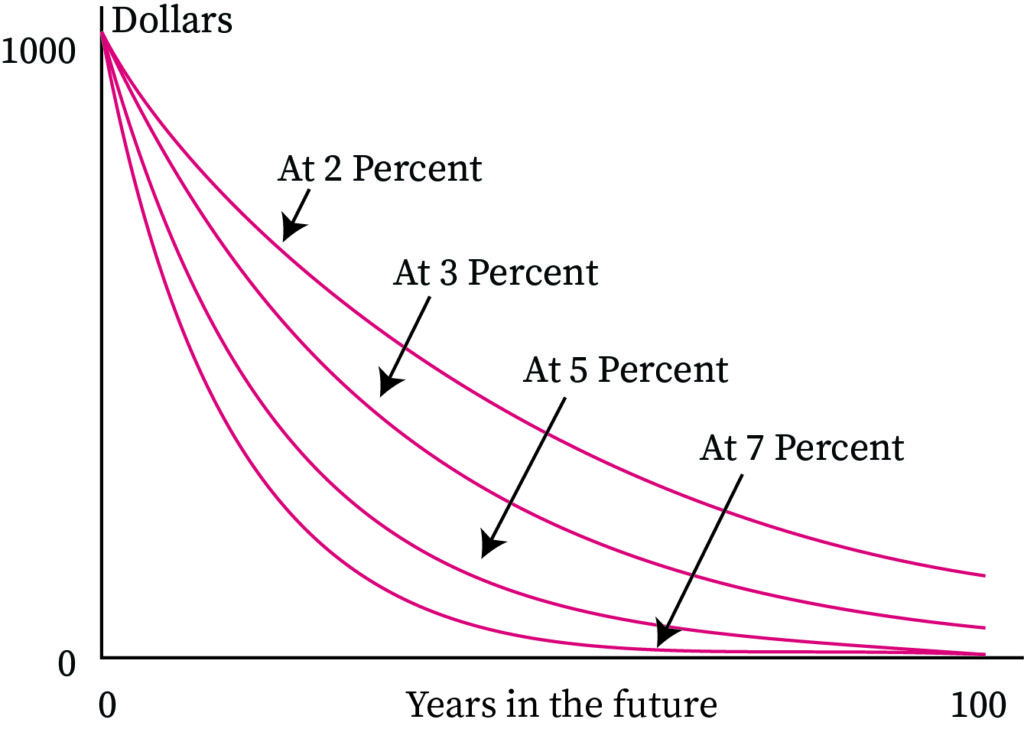 Dollars
1000
At 2 Percent
At 3 Percent
At 5 Percent
At 7 Percent
0
0 Years in the future 100